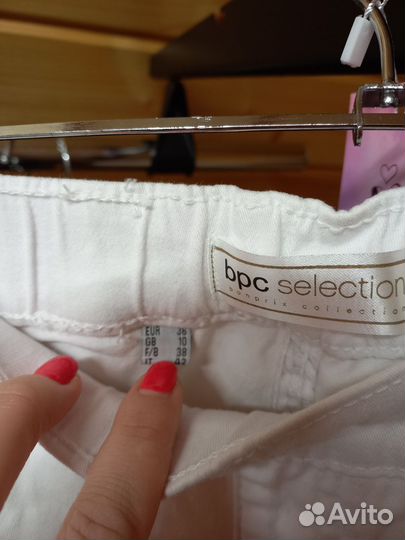 bpc selection
bonprix collection
EUR 36
GB 10
F/B 38
IT 42
Avito